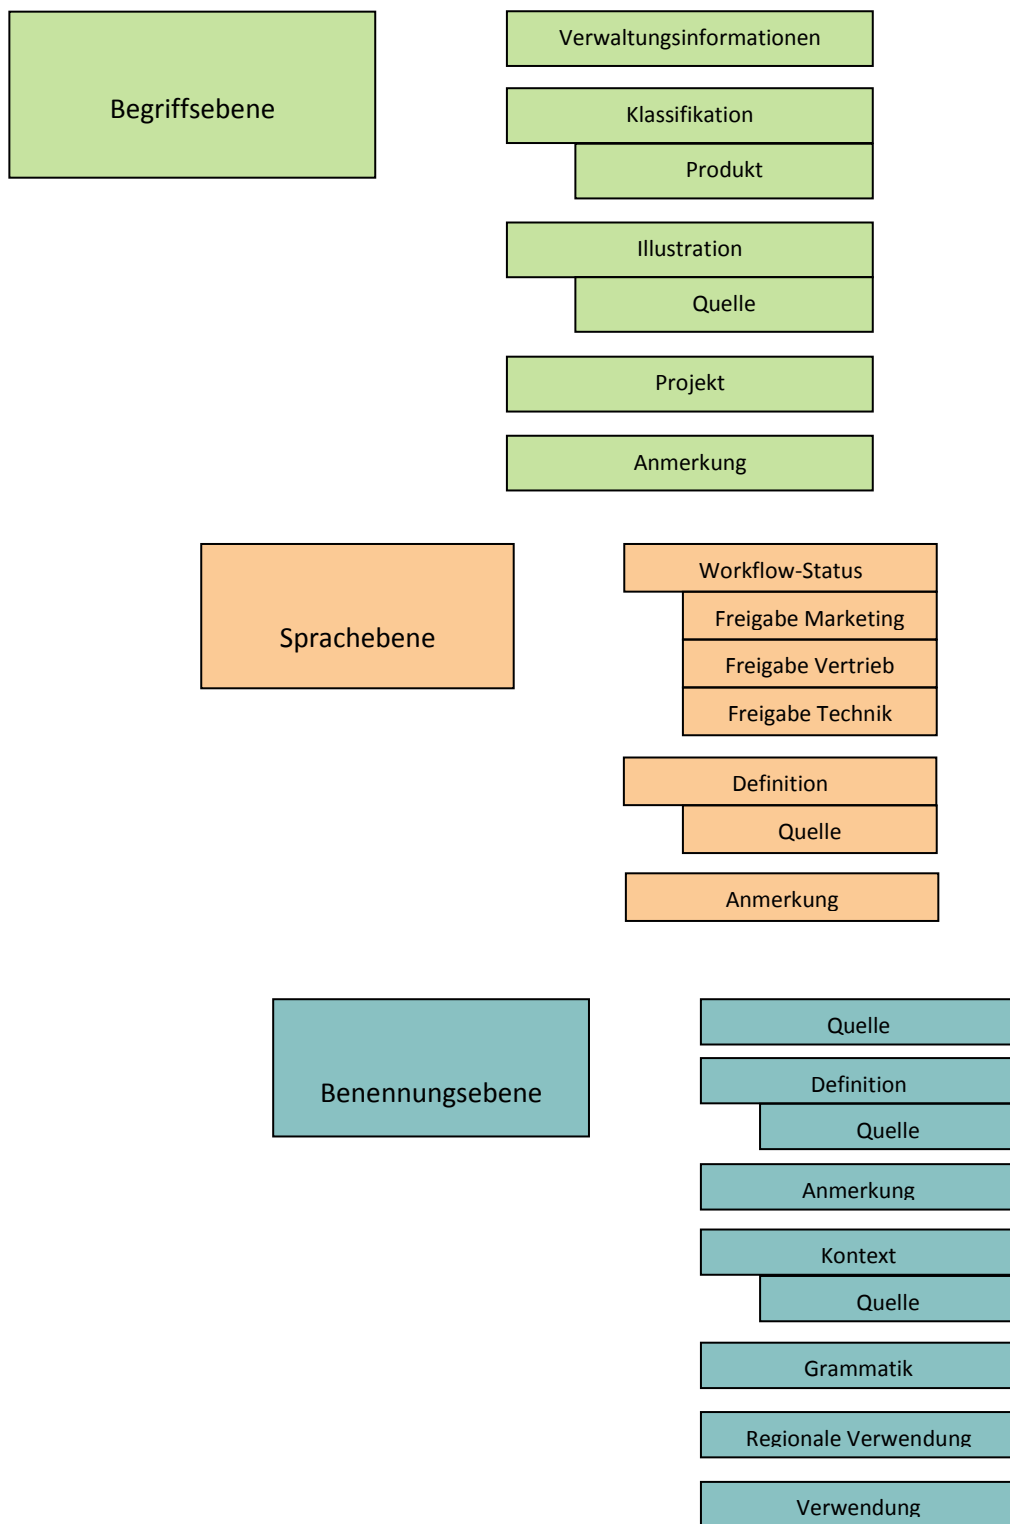 Begriffsebene
Verwaltungsinformationen
Klassifikation
Produkt
Illustration
Quelle
Projekt
Anmerkung
Sprachebene
Workflow-Status
Freigabe Marketing
Freigabe Vertrieb
Freigabe Technik
Definition
Quelle
Anmerkung
Benennungsebene
Quelle
Definition
Quelle
Anmerkung
Kontext
Quelle
Grammatik
Regionale Verwendung
Verwendung